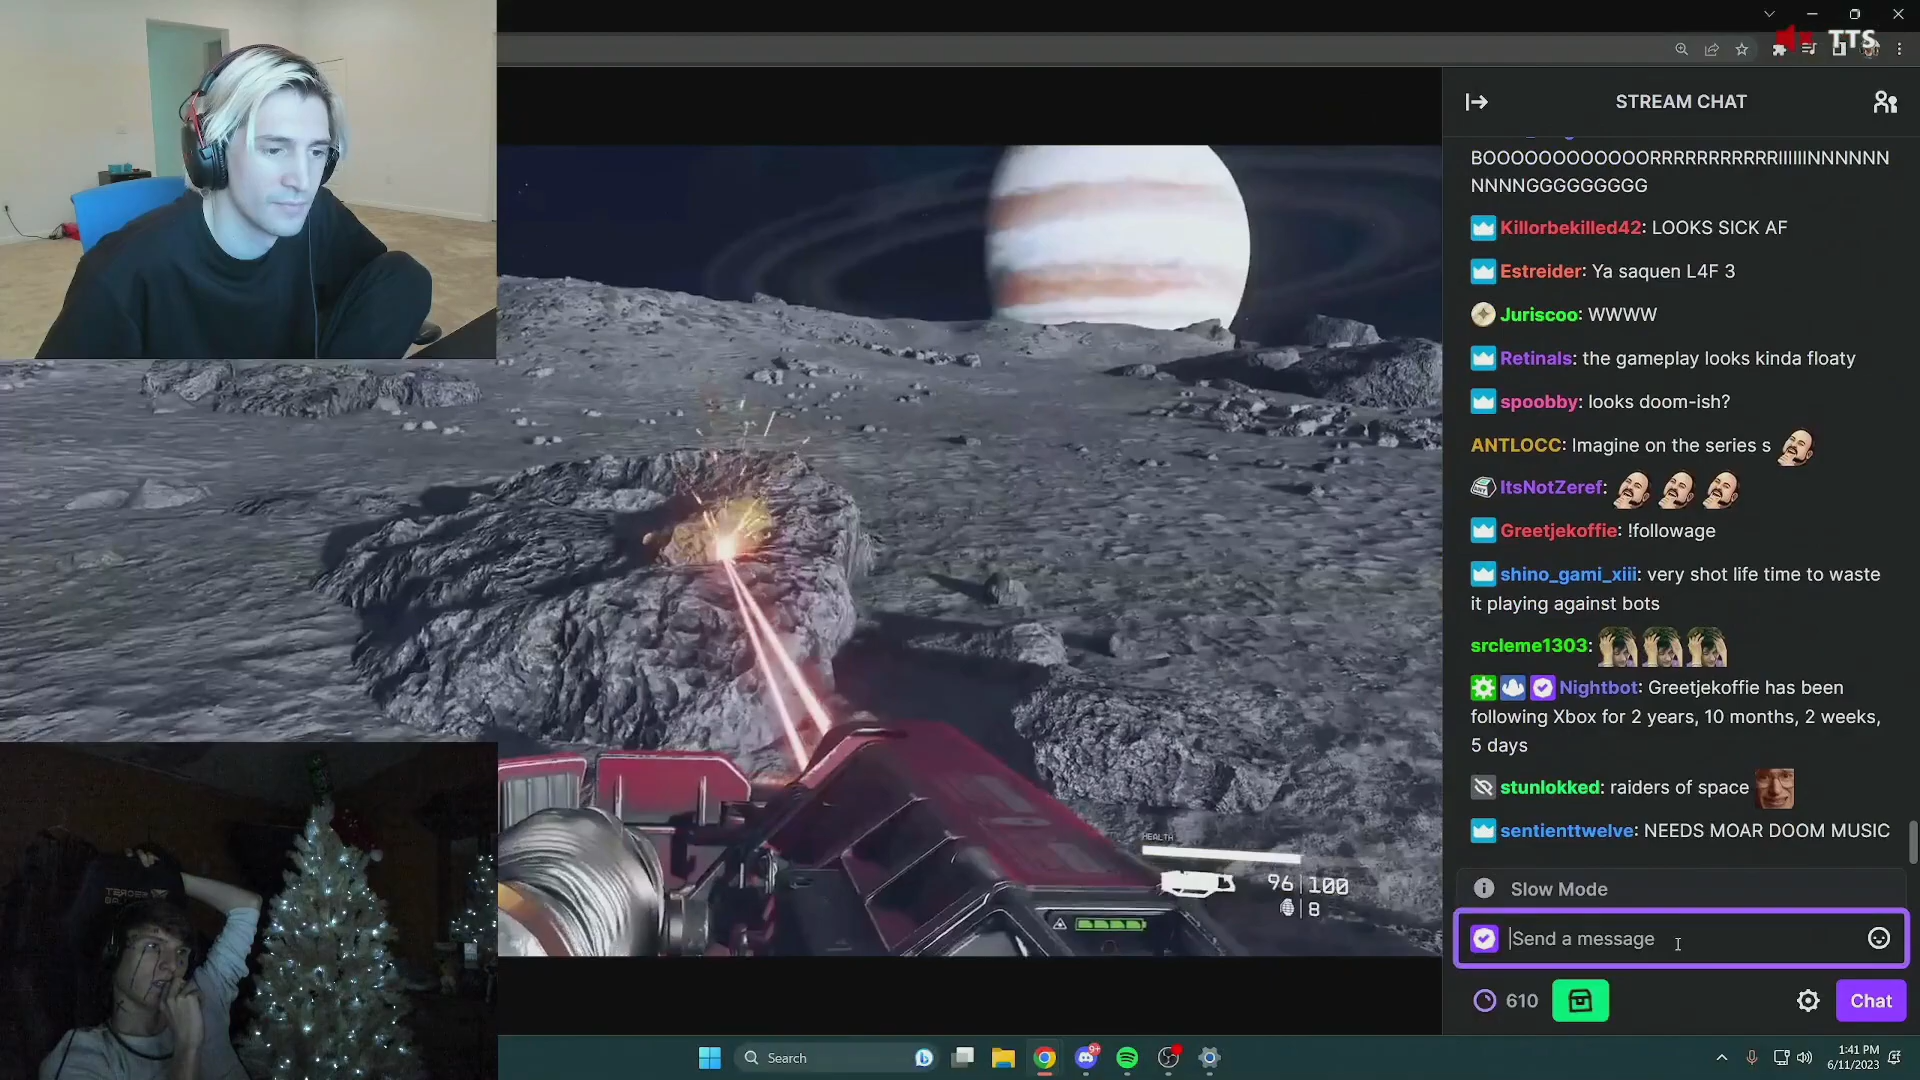 TTS
STREAM CHAT
BOOOOOOOOOOOORRRRRRRRRRRIIIIIINNNNNN
NNNNGGGGGGGGG
Killorbekilled42: LOOKS SICK AF
Estreider: Ya saquen L4F 3
Juriscoo: WWWW
Retinals: the gameplay looks kinda floaty
spoobby: looks doom-ish?
ANTLOCC: Imagine on the series s
ItsNotZeref:
Greetjekoffie: !followage
shino_gami_xiii: very shot life time to waste
it playing against bots
srcleme1303:
Nightbot: Greetjekoffie has been
following Xbox for 2 years, 10 months, 2 weeks,
5 days
stunlokked: raiders of space
sentienttwelve: NEEDS MOAR DOOM MUSIC
HEALTH
96 | 100
8
Slow Mode
Send a message
610
Chat
Search
9+
1:41 PM
6/11/2023